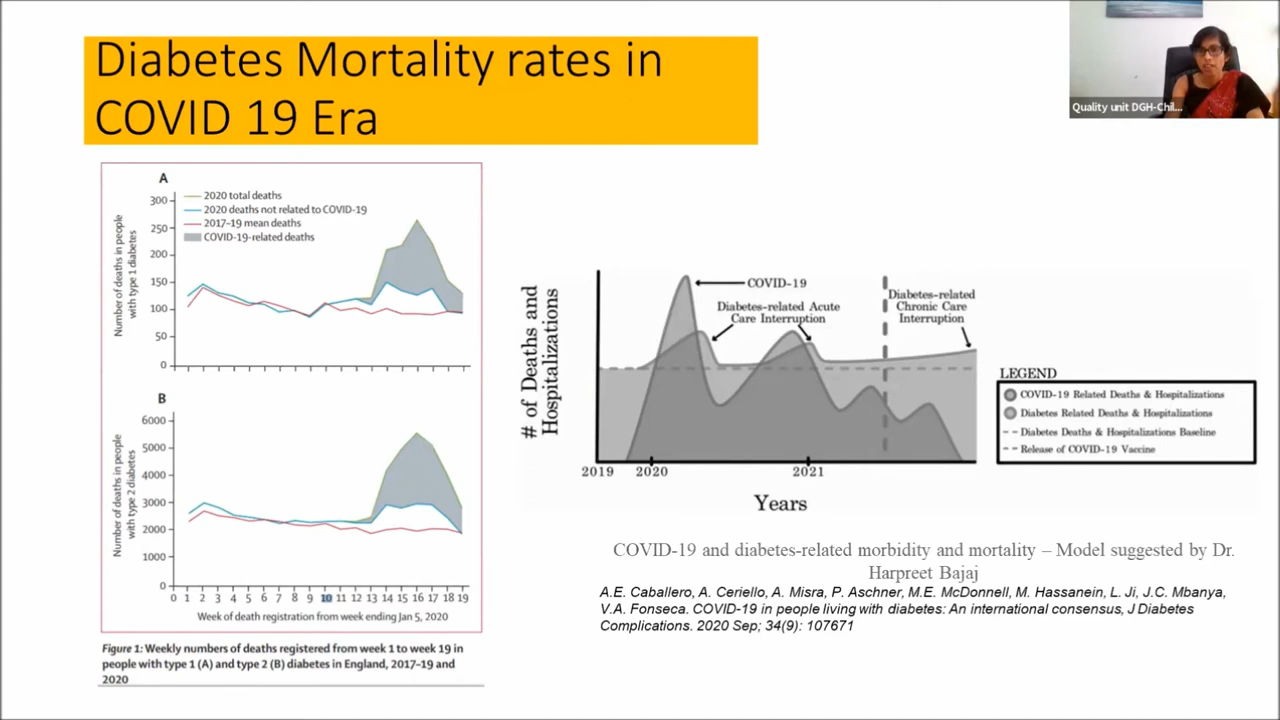 Diabetes Mortality rates in
COVID 19 Era
Quality unit DGH-Chil...
A
300
250
200
150
100
50
0
Number of deaths in people
with type 1 diabetes
2020 total deaths
2020 deaths not related to COVID-19
2017–19 mean deaths
COVID-19-related deaths
B
6000
5000
4000
3000
2000
1000
0
Number of deaths in people
with type 2 diabetes
0 1 2 3 4 5 6 7 8 9 10 11 12 13 14 15 16 17 18 19
Week of death registration from week ending Jan 5, 2020
Figure 1: Weekly numbers of deaths registered from week 1 to week 19 in
people with type 1 (A) and type 2 (B) diabetes in England, 2017–19 and
2020
# of Deaths and
Hospitalizations
COVID-19
Diabetes-related Acute
Care Interruption
Diabetes-related
Chronic Care
Interruption
2019 2020 2021
Years
LEGEND
COVID-19 Related Deaths & Hospitalizations
Diabetes Related Deaths & Hospitalizations
Diabetes Deaths & Hospitalizations Baseline
Release of COVID-19 Vaccine
COVID-19 and diabetes-related morbidity and mortality – Model suggested by Dr.
Harpreet Bajaj
A.E. Caballero, A. Ceriello, A. Misra, P. Aschner, M.E. McDonnell, M. Hassanein, L. Ji, J.C. Mbanya,
V.A. Fonseca. COVID-19 in people living with diabetes: An international consensus, J Diabetes
Complications. 2020 Sep; 34(9): 107671